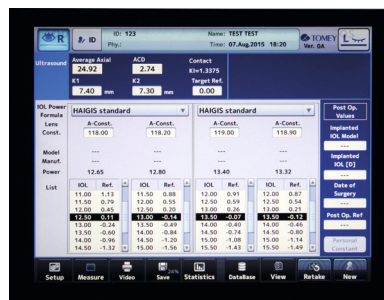 R ID ID: 123 Name: TEST TEST TOMEY L
Phy.: Time: 07.Aug.2015 18:20 Ver. 0A
Ultrasound Average Axial ACD Contact
24.92 2.74 KI=1.3375
K1 K2 Target Ref.
7.40 mm 7.30 mm 0.00
IOL Power Formula HAIGIS standard HAIGIS standard Post Op. Values
Lens A-Const. A-Const. A-Const. A-Const.
Const. 118.00 118.20 119.00 118.90
Implanted IOL Model
---
Model --- --- --- ---
Manuf. --- --- --- ---
Implanted IOL [D]
---
Power 12.65 12.80 13.40 13.32
List IOL Ref. IOL Ref. IOL Ref. IOL Ref.
11.00 1.13 11.50 0.88 12.00 0.91 12.00 0.87
11.50 0.79 12.00 0.55 12.50 0.59 12.50 0.54
12.00 0.45 12.50 0.20 13.00 0.26 13.00 0.21
12.50 0.11 13.00 -0.14 13.50 -0.07 13.50 -0.12
13.00 -0.24 13.50 -0.49 14.00 -0.40 14.00 -0.46
13.50 -0.60 14.00 -0.84 14.50 -0.74 14.50 -0.80
14.00 -0.96 14.50 -1.20 15.00 -1.08 15.00 -1.14
14.50 -1.32 15.00 -1.56 15.50 -1.43 15.50 -1.49
Date of Surgery
---
Post Op. Ref
---
Personal Constant
Setup Measure Video Save 24% Statistics DataBase View Retake New